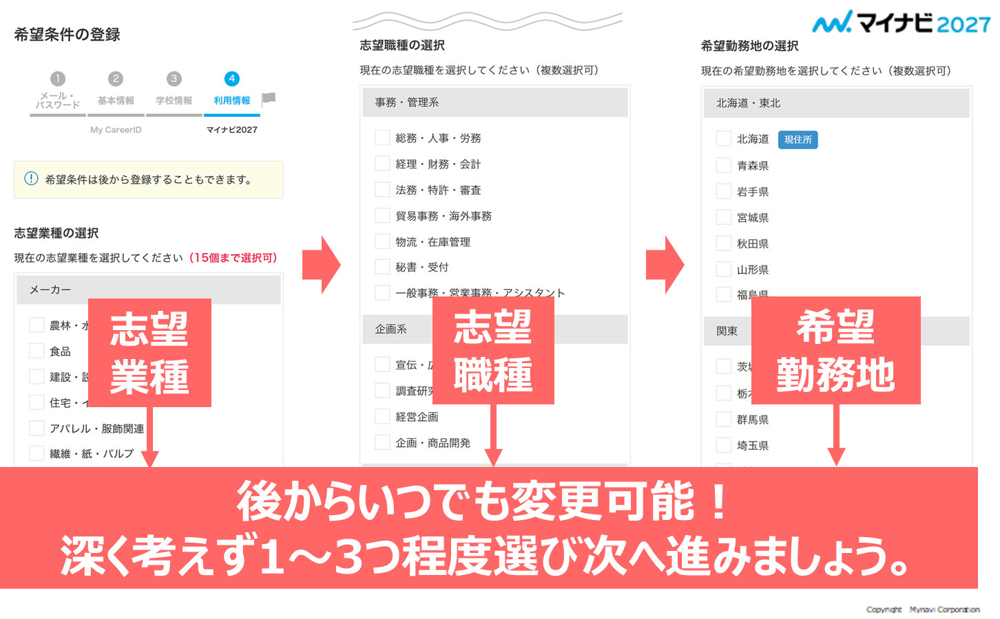 希望条件の登録
1
メール・
パスワード
2
基本情報
3
学校情報
4
利用情報
My CareerID
マイナビ2027
希望条件は後から登録することもできます。
志望業種の選択
現在の志望業種を選択してください（15個まで選択可）
メーカー
農林・水
食品
建設・設
住宅・イ
アパレル・服飾関連
繊維・紙・パルプ
志望
業種
志望職種の選択
現在の志望職種を選択してください（複数選択可）
事務・管理系
総務・人事・労務
経理・財務・会計
法務・特許・審査
貿易事務・海外事務
物流・在庫管理
秘書・受付
一般事務・営業事務・アシスタント
企画系
宣伝・広
調査研究
経営企画
企画・商品開発
志望
職種
マイナビ2027
希望勤務地の選択
現在の希望勤務地を選択してください（複数選択可）
北海道・東北
北海道 現住所
青森県
岩手県
宮城県
秋田県
山形県
福島県
関東
茨城
栃木
群馬県
埼玉県
希望
勤務地
後からいつでも変更可能！
深く考えず1～3つ程度選び次へ進みましょう。
Copyright Mynavi Corporation